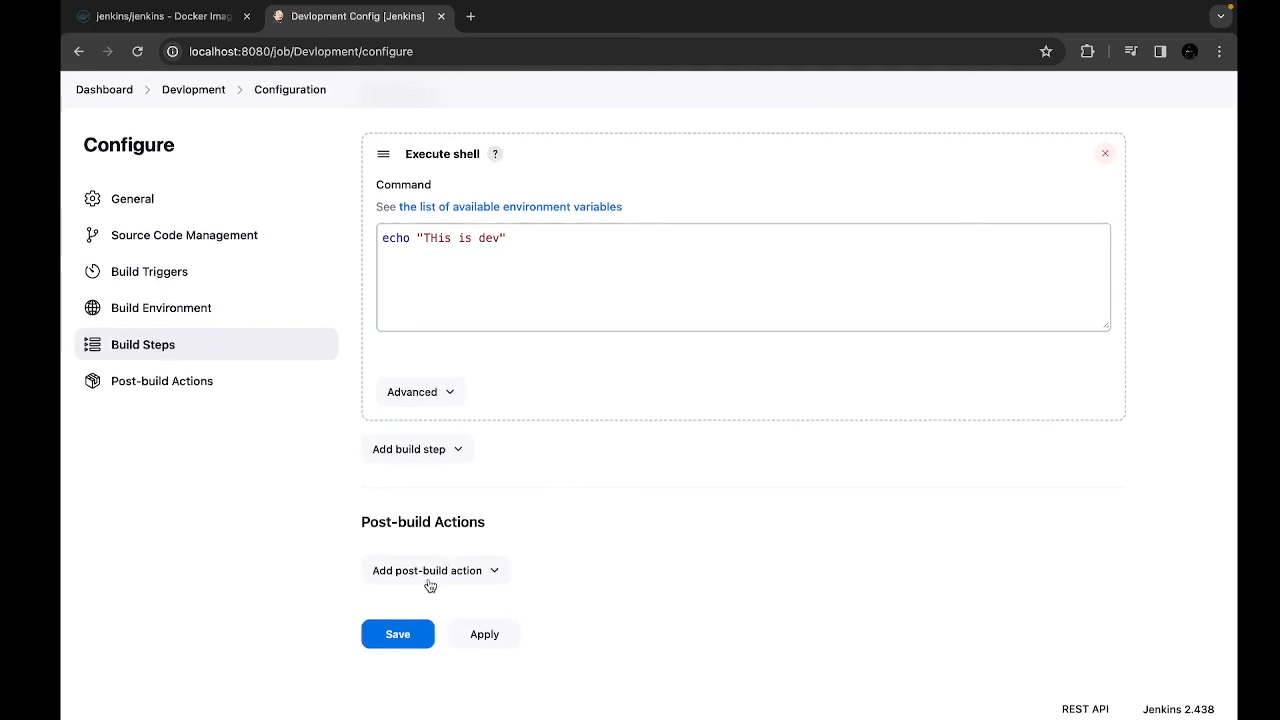 jenkins/jenkins - Docker Imag
Devlopment Config [Jenkins]
localhost:8080/job/Devlopment/configure
Dashboard
Devlopment
Configuration
Configure
General
Source Code Management
Build Triggers
Build Environment
Build Steps
Post-build Actions
Execute shell ?
Command
See the list of available environment variables
echo "THis is dev"
Advanced
Add build step
Post-build Actions
Add post-build action
Save
Apply
REST API
Jenkins 2.438